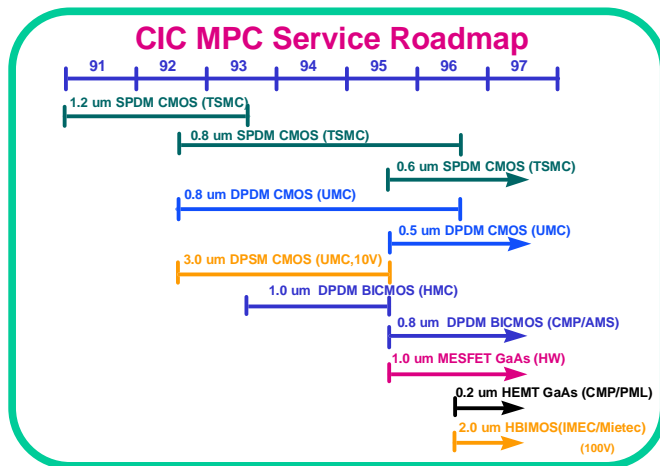 CIC MPC Service Roadmap
91 92 93 94 95 96 97
1.2 um SPDM CMOS (TSMC)
0.8 um SPDM CMOS (TSMC)
0.6 um SPDM CMOS (TSMC)
0.8 um DPDM CMOS (UMC)
0.5 um DPDM CMOS (UMC)
3.0 um DPSM CMOS (UMC,10V)
1.0 um DPDM BICMOS (HMC)
0.8 um DPDM BICMOS (CMP/AMS)
1.0 um MESFET GaAs (HW)
0.2 um HEMT GaAs (CMP/PML)
2.0 um HBIMOS(IMEC/Mietec)
(100V)